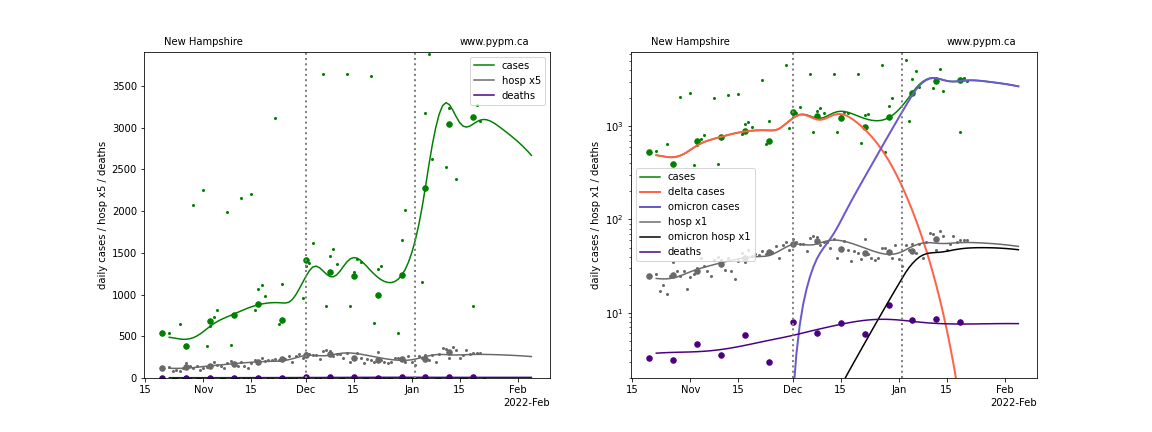 New Hampshire
www.pypm.ca
daily cases / hosp x5 / deaths
3500
3000
2500
2000
1500
1000
500
0
cases
hosp x5
deaths
15
Nov
15
Dec
15
Jan
15
Feb
2022-Feb
New Hampshire
www.pypm.ca
daily cases / hosp x1 / deaths
10³
10²
10¹
cases
delta cases
omicron cases
hosp x1
omicron hosp x1
deaths
15
Nov
15
Dec
15
Jan
15
Feb
2022-Feb